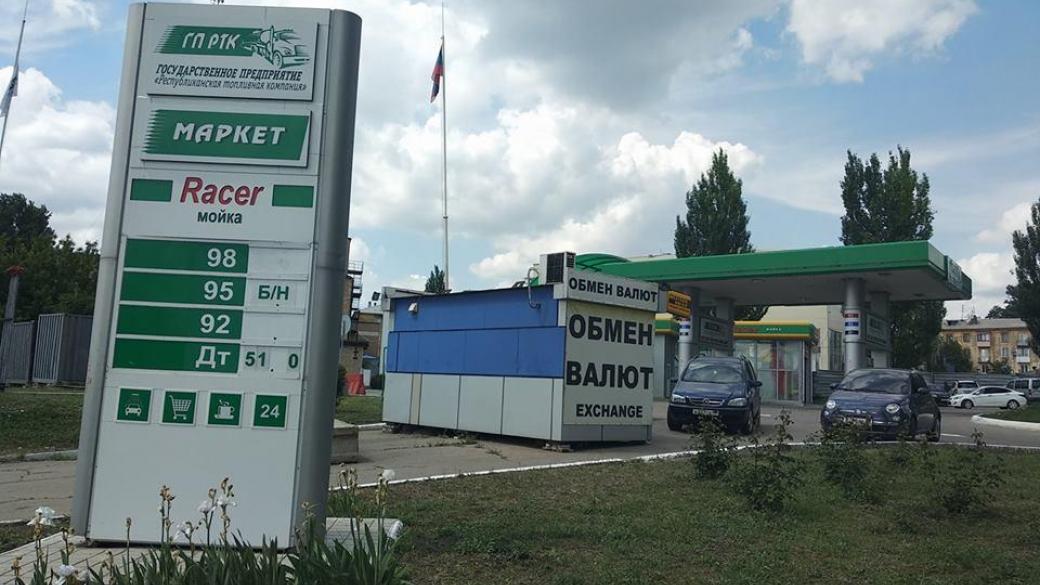 ГП РТК
ГОСУДАРСТВЕННОЕ ПРЕДПРИЯТИЕ
«Республиканская топливная компания»
МАРКЕТ
Racer
мойка
98
95 Б/Н
92
Дт 51 0
24
ОБМЕН ВАЛЮТ
ОБМЕН
ВАЛЮТ
EXCHANGE